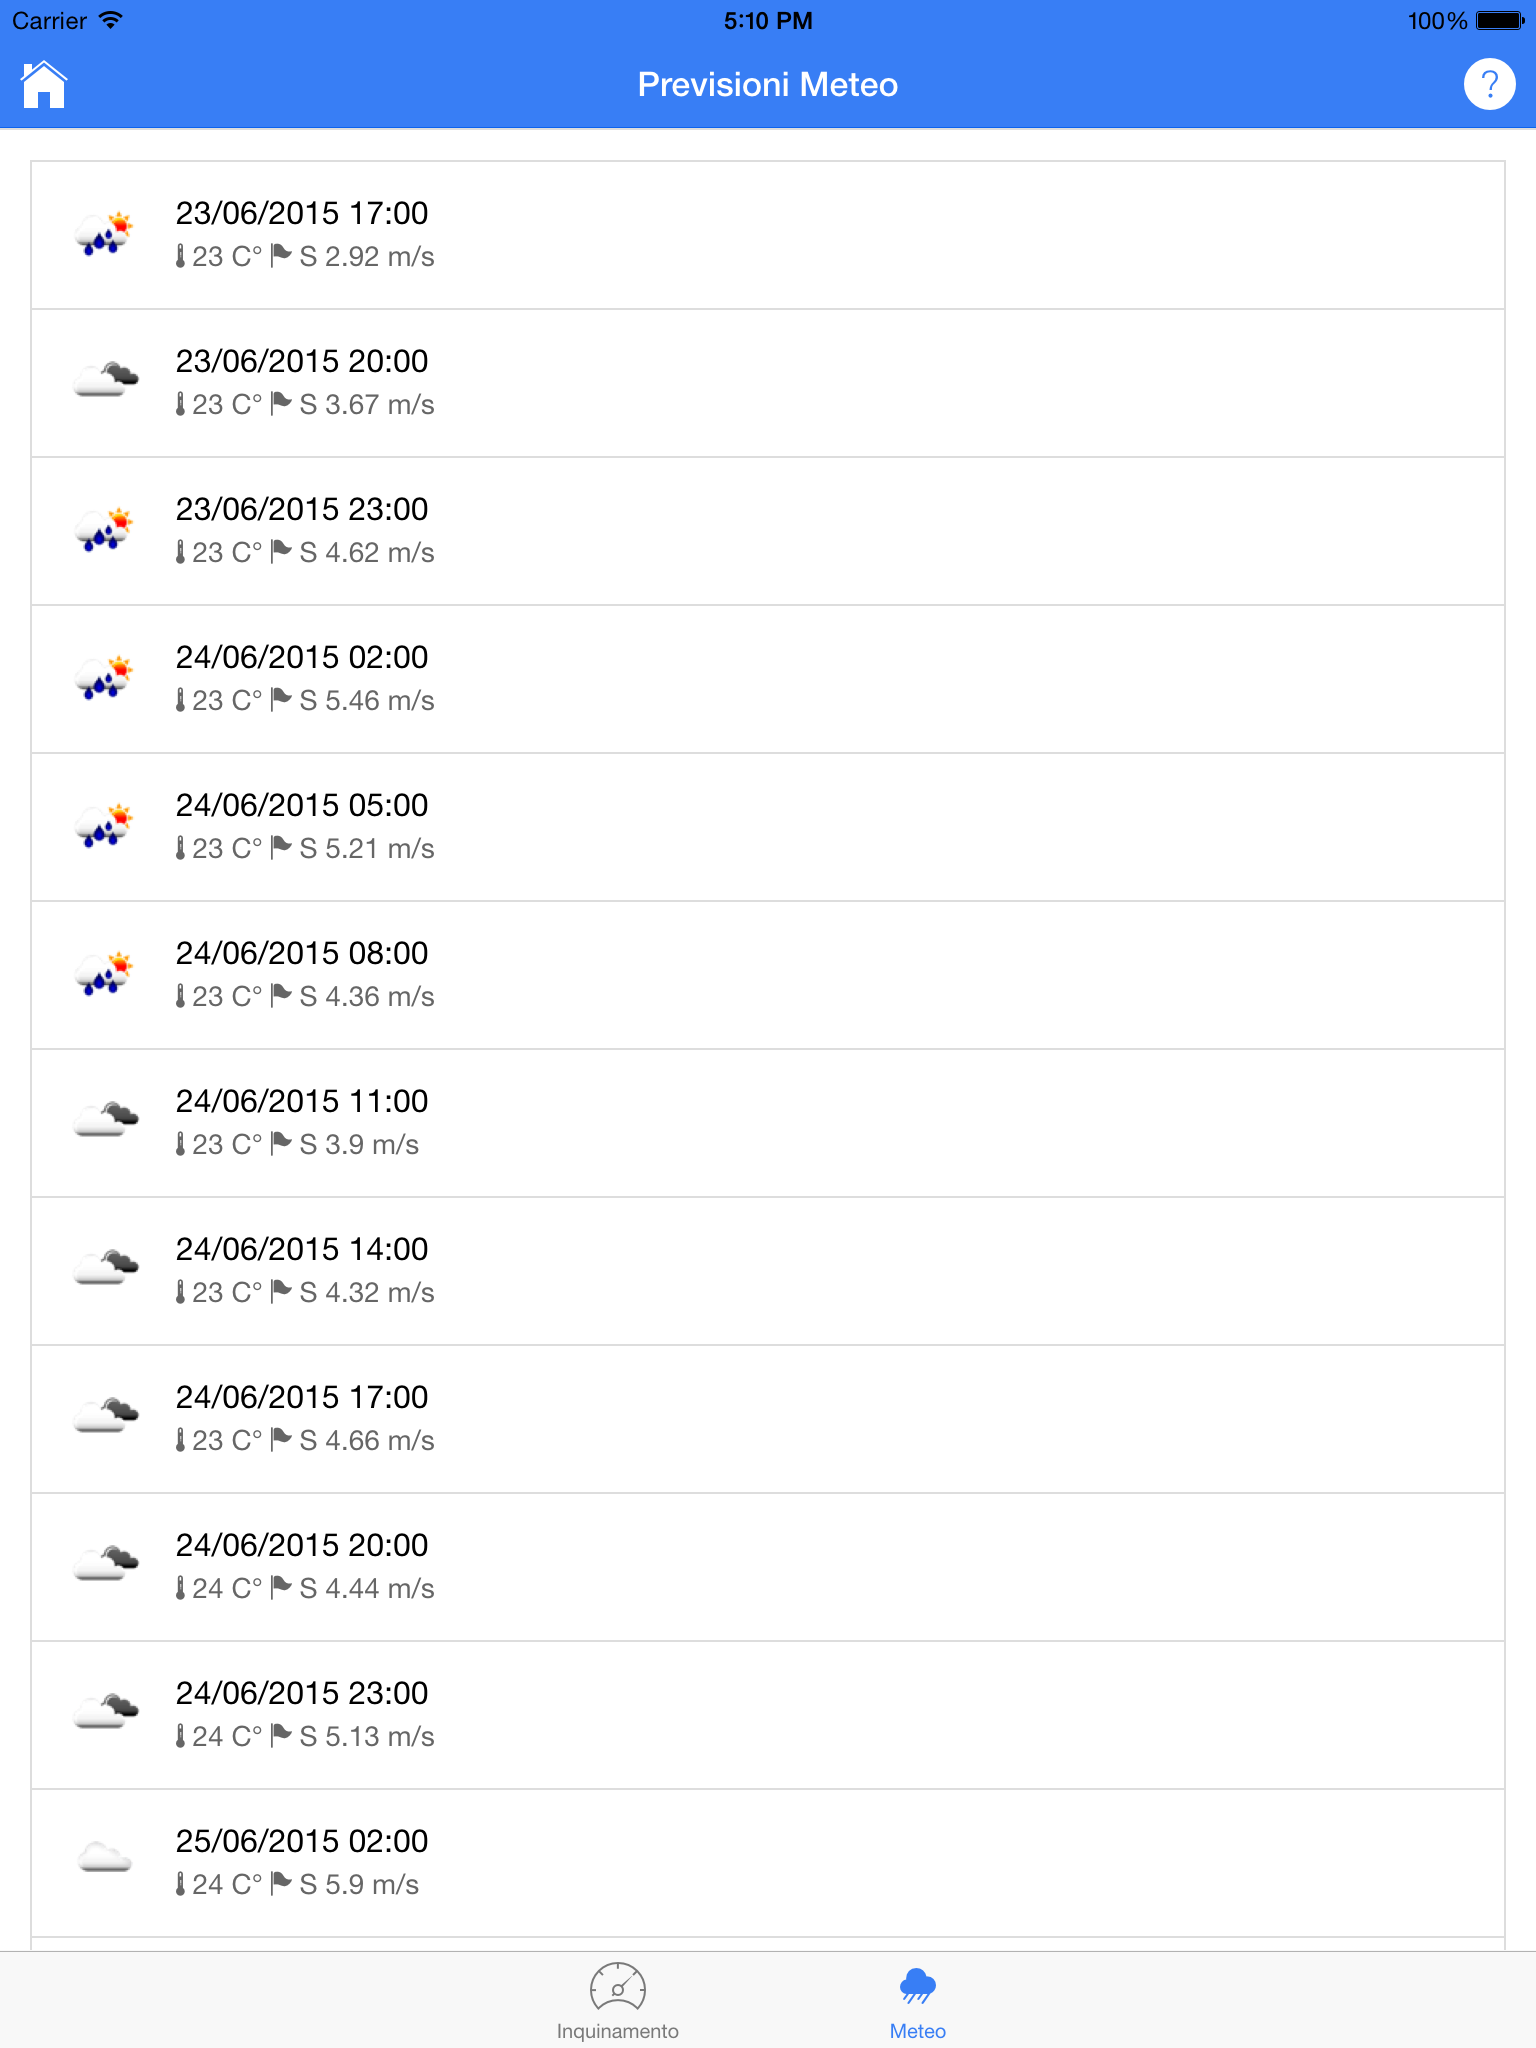 Carrier 5:10 PM 100%
Previsioni Meteo ?
23/06/2015 17:00
23 C° S 2.92 m/s
23/06/2015 20:00
23 C° S 3.67 m/s
23/06/2015 23:00
23 C° S 4.62 m/s
24/06/2015 02:00
23 C° S 5.46 m/s
24/06/2015 05:00
23 C° S 5.21 m/s
24/06/2015 08:00
23 C° S 4.36 m/s
24/06/2015 11:00
23 C° S 3.9 m/s
24/06/2015 14:00
23 C° S 4.32 m/s
24/06/2015 17:00
23 C° S 4.66 m/s
24/06/2015 20:00
24 C° S 4.44 m/s
24/06/2015 23:00
24 C° S 5.13 m/s
25/06/2015 02:00
24 C° S 5.9 m/s
Inquinamento Meteo